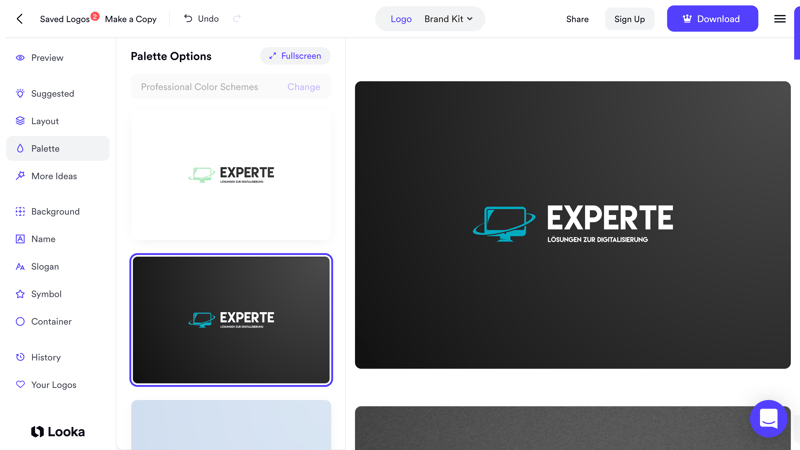 Saved Logos 2 Make a Copy Undo Logo Brand Kit Share Sign Up Download
Preview
Suggested
Layout
Palette
More Ideas
Background
Name
Slogan
Symbol
Container
History
Your Logos
Looka
Palette Options Fullscreen
Professional Color Schemes Change
EXPERTE
LÖSUNGEN ZUR DIGITALISIERUNG
EXPERTE
LÖSUNGEN ZUR DIGITALISIERUNG
EXPERTE
LÖSUNGEN ZUR DIGITALISIERUNG